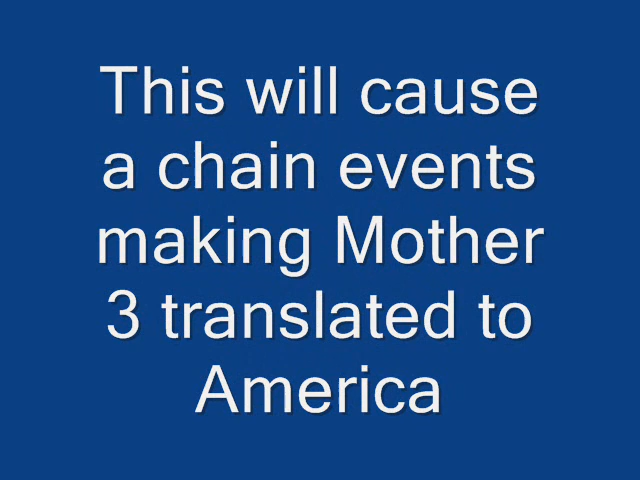 This will cause
a chain events
making Mother
3 translated to
America